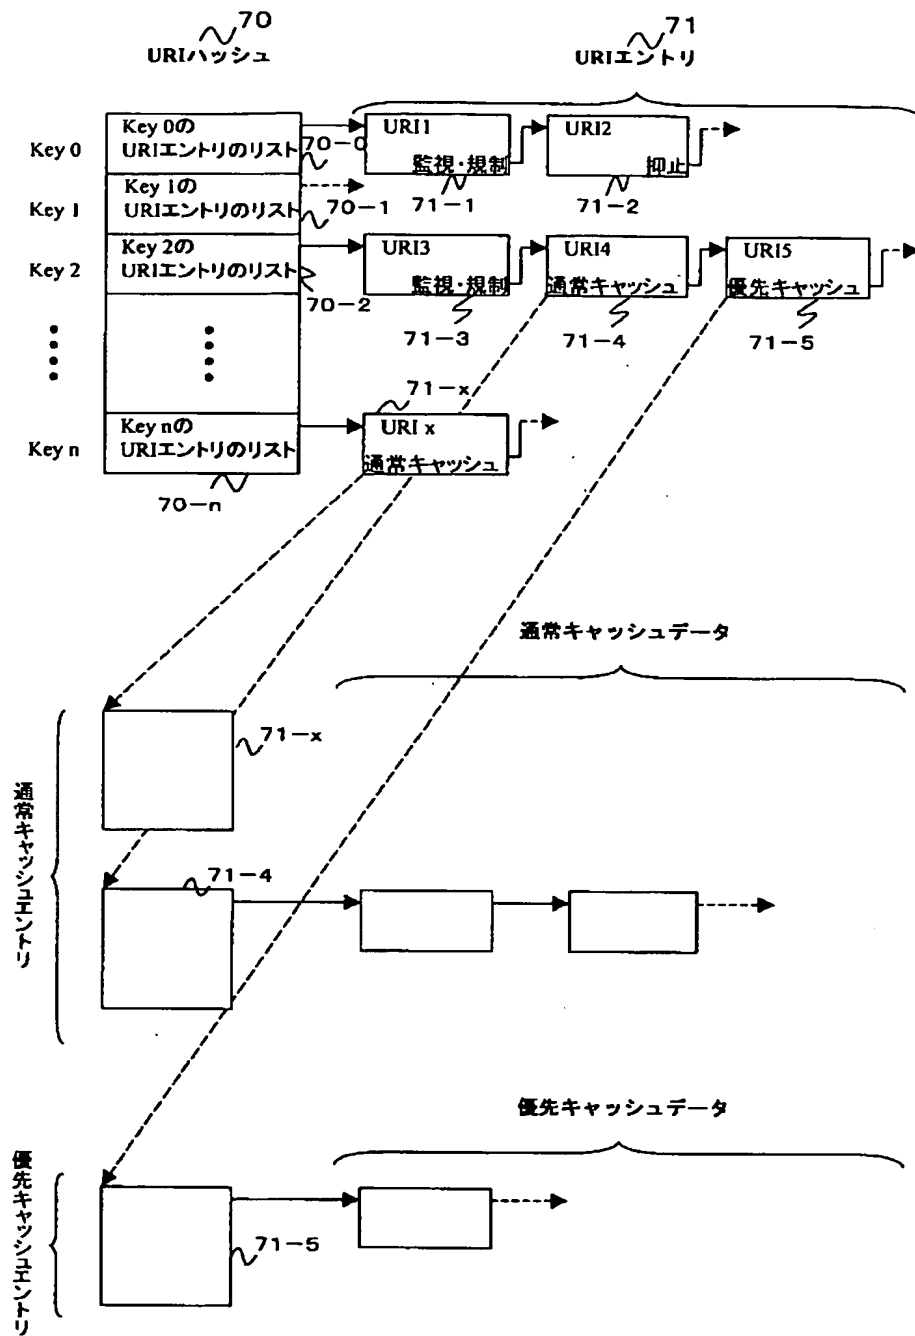 70
URIハッシュ
71
URIエントリ
Key 0
Key 0の
URIエントリのリスト
70-0
URI1
監視・規制
71-1
URI2
抑止
71-2
Key 1
Key 1の
URIエントリのリスト
70-1
Key 2
Key 2の
URIエントリのリスト
70-2
URI3
監視・規制
71-3
URI4
通常キャッシュ
71-4
URI5
優先キャッシュ
71-5
Key n
Key nの
URIエントリのリスト
70-n
71-x
URI x
通常キャッシュ
通常キャッシュデータ
通常キャッシュエントリ
71-x
71-4
優先キャッシュデータ
優先キャッシュエントリ
71-5